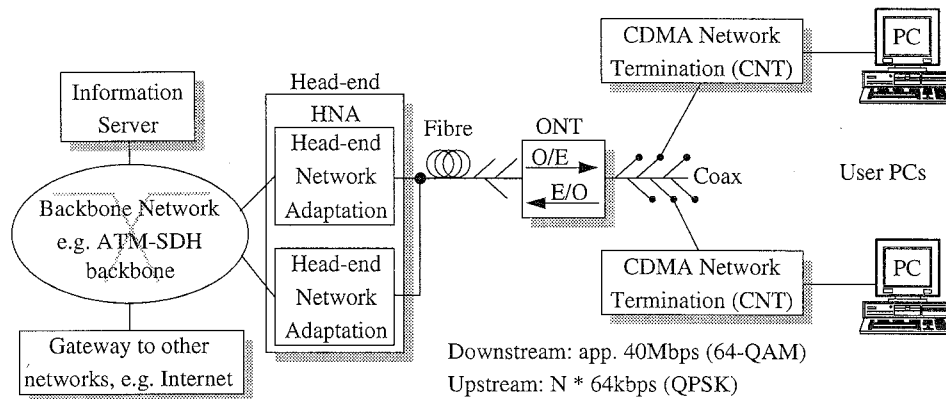 Information
Server
Backbone Network
e.g. ATM-SDH
backbone
Gateway to other
networks, e.g. Internet
Head-end
HNA
Head-end
Network
Adaptation
Head-end
Network
Adaptation
Fibre
ONT
O/E
E/O
Coax
CDMA Network
Termination (CNT)
PC
User PCs
CDMA Network
Termination (CNT)
PC
Downstream: app. 40Mbps (64-QAM)
Upstream: N * 64kbps (QPSK)